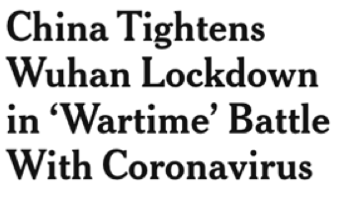 China Tightens
Wuhan Lockdown
in ‘Wartime’ Battle
With Coronavirus